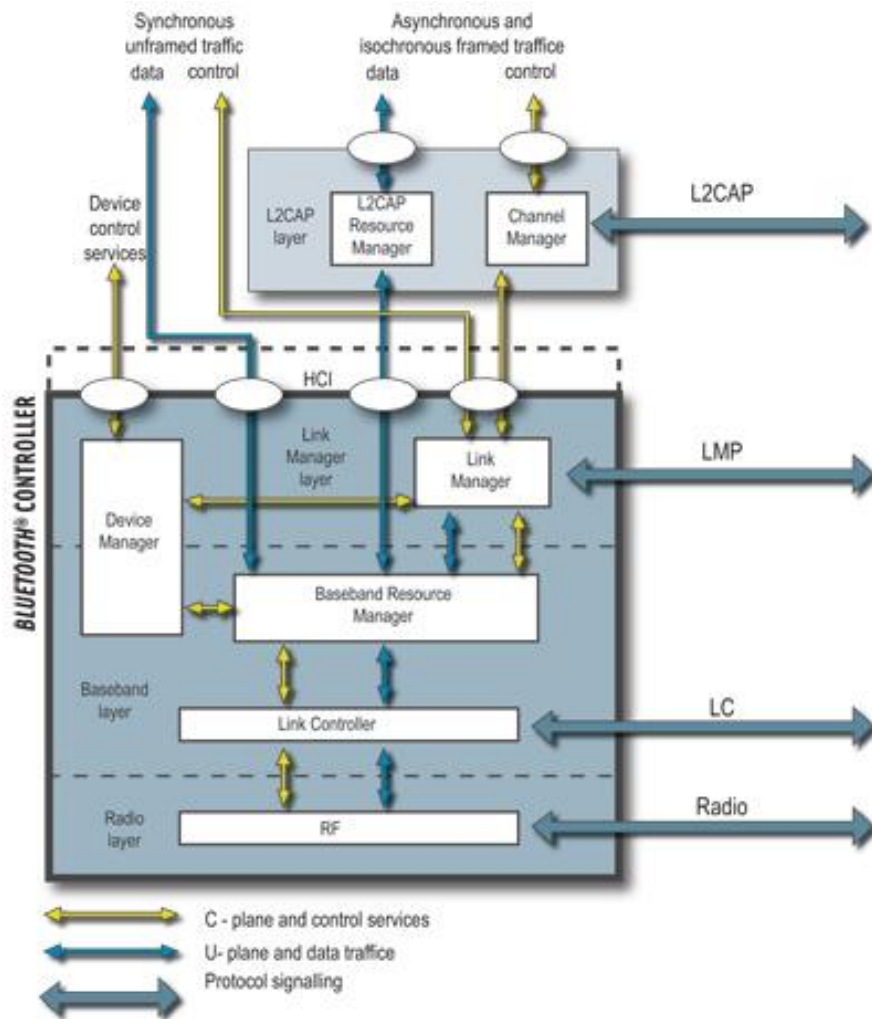 Synchronous
unframed traffic
data control
Asynchronous and
isochronous framed traffice
data control
Device
control
services
L2CAP
layer
L2CAP
Resource
Manager
Channel
Manager
L2CAP
HCI
BLUETOOTH® CONTROLLER
Link
Manager
layer
Link
Manager
LMP
Device
Manager
Baseband Resource
Manager
Baseband
layer
Link Controller
LC
Radio
layer
RF
Radio
C - plane and control services
U- plane and data traffic
Protocol signalling